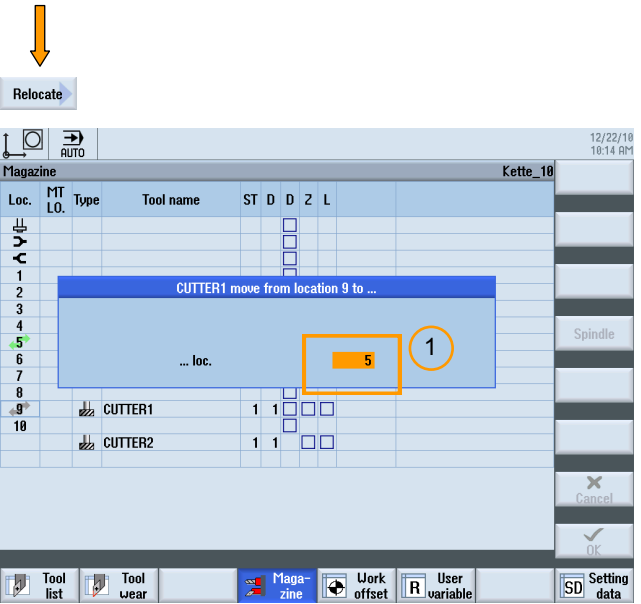 Relocate
12/22/10
10:14 AM
AUTO
Magazine Kette_10
Loc. MT LO. Type Tool name ST D D Z L
1
2
CUTTER1 move from location 9 to ...
3
4
5
Spindle
... loc. 5
1
6
7
8
9 CUTTER1 1 1
10
CUTTER2 1 1
Cancel
OK
Tool list
Tool wear
Maga-
zine
Work offset
R User variable
SD Setting data